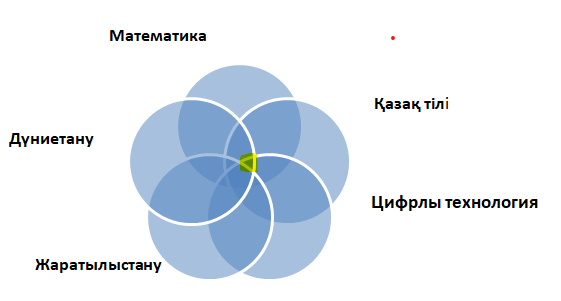 Математика
Қазақ тілі
Дүниетану
Цифрлы технология
Жаратылыстану